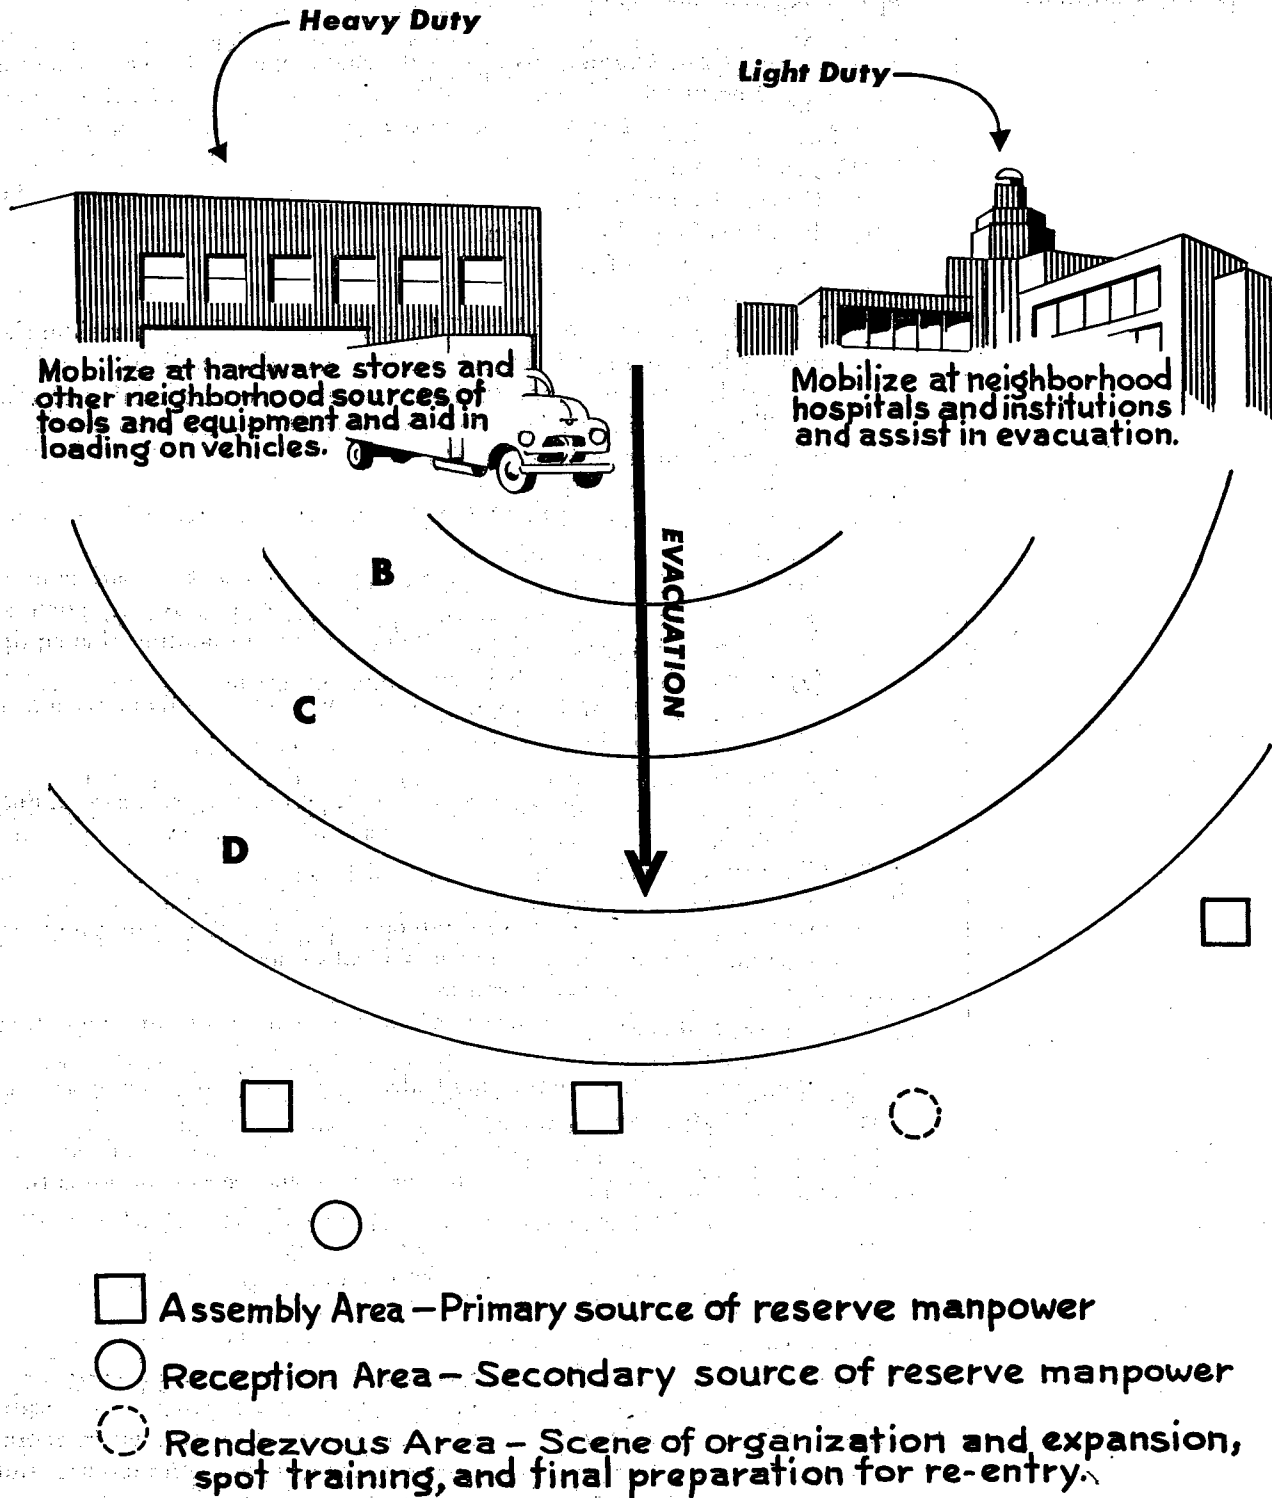 Heavy Duty
Light Duty
Mobilize at hardware stores and
other neighborhood sources of
tools and equipment and aid in
loading on vehicles.
Mobilize at neighborhood
hospitals and institutions
and assist in evacuation.
EVACUATION
B
C
D
Assembly Area – Primary source of reserve manpower
Reception Area – Secondary source of reserve manpower
Rendezvous Area – Scene of organization and expansion,
spot training, and final preparation for re-entry.